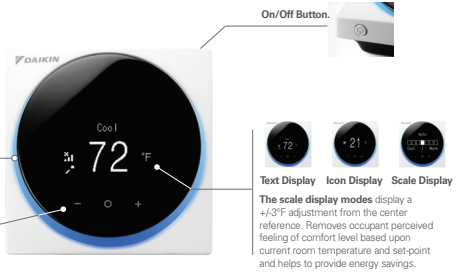 On/Off Button.
DAIKIN
Cool
72 °F
− O +
72
21
Auto
Cool
Text Display Icon Display Scale Display
The scale display modes display a
+/-3°F adjustment from the center
reference. Removes occupant perceived
feeling of comfort level based upon
current room temperature and set-point
and helps to provide energy savings.